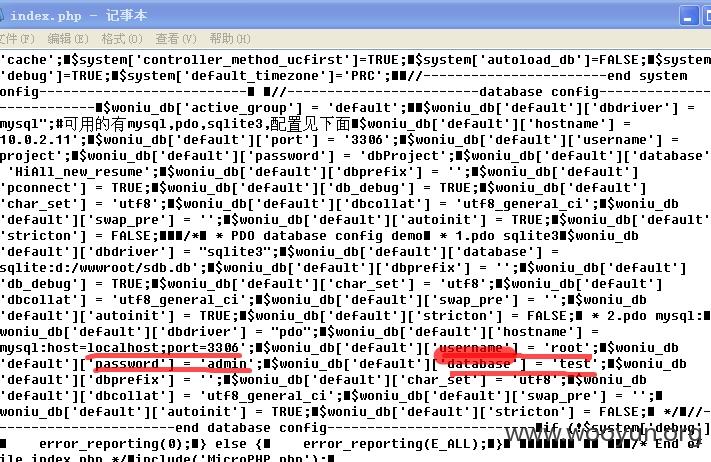 index.php - 记事本
文件(F) 编辑(E) 格式(O) 查看(V) 帮助(H)
'cache';■$system['controller_method_ucfirst']=TRUE;■$system['autoload_db']=FALSE;■$system
'debug']=TRUE;■$system['default_timezone']='PRC';■■//-----------------------end system
onfig--------------------------■ ■//------------------------database config------------
-------------■$woniu_db['active_group'] = 'default';■■$woniu_db['default']['dbdriver'] =
mysql";#可用的有mysql,pdo,sqlite3,配置见下面■$woniu_db['default']['hostname'] =
10.0.2.11';■$woniu_db['default']['port'] = '3306';■$woniu_db['default']['username'] =
project';■$woniu_db['default']['password'] = 'dbProject';■$woniu_db['default']['database'
'HiAll_new_resume';■$woniu_db['default']['dbprefix'] = '';■$woniu_db['default']
'pconnect'] = TRUE;■$woniu_db['default']['db_debug'] = TRUE;■$woniu_db['default']
'char_set'] = 'utf8';■$woniu_db['default']['dbcollat'] = 'utf8_general_ci';■$woniu_db
'default']['swap_pre'] = '';■$woniu_db['default']['autoinit'] = TRUE;■$woniu_db['default']
'stricton'] = FALSE;■■■/*■ * PDO database config demo■ * 1.pdo sqlite3■$woniu_db
'default']['dbdriver'] = "sqlite3";■$woniu_db['default']['database'] =
sqlite:d:/wwwroot/sdb.db';■$woniu_db['default']['dbprefix'] = '';■$woniu_db['default']
'db_debug'] = TRUE;■$woniu_db['default']['char_set'] = 'utf8';■$woniu_db['default']
'dbcollat'] = 'utf8_general_ci';■$woniu_db['default']['swap_pre'] = '';■$woniu_db
'default']['autoinit'] = TRUE;■$woniu_db['default']['stricton'] = FALSE;■ * 2.pdo mysql:■
woniu_db['default']['dbdriver'] = "pdo";■$woniu_db['default']['hostname'] =
mysql:host=localhost;port=3306';■$woniu_db['default']['username'] = 'root';■$woniu_db
'default']['password'] = 'admin';■$woniu_db['default']['database'] = 'test';■$woniu_db
'default']['dbprefix'] = '';■$woniu_db['default']['char_set'] = 'utf8';■$woniu_db
'default']['dbcollat'] = 'utf8_general_ci';■$woniu_db['default']['swap_pre'] = '';■
woniu_db['default']['autoinit'] = TRUE;■$woniu_db['default']['stricton'] = FALSE;■ */■//-
----------------------end database config-------------------------■if (!$system['debug']
■ error_reporting(0);■} else {■ error_reporting(E_ALL);■}■ ■■■■ ■■ /* End of
ile index.php */■include('MicroPHP.php');■
www.wooyun.org